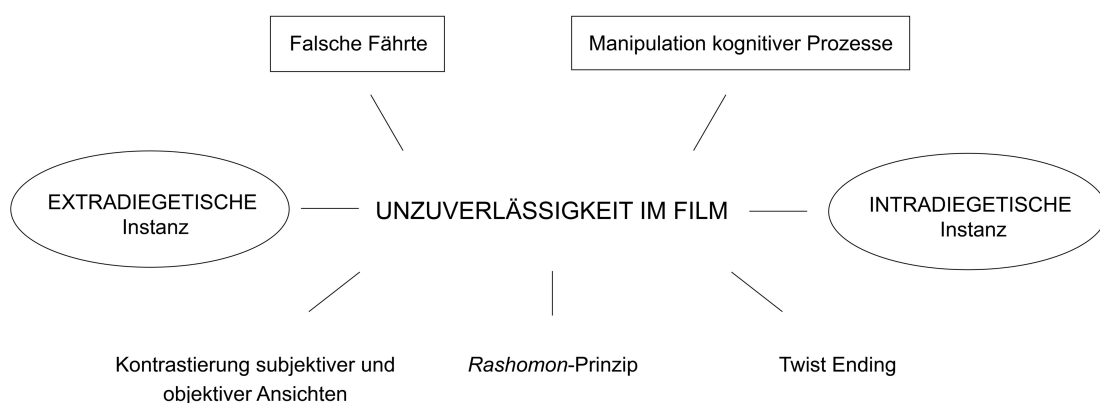 Falsche Fährte
Manipulation kognitiver Prozesse
EXTRADIEGETISCHE
Instanz
UNZUVERLÄSSIGKEIT IM FILM
INTRADIEGETISCHE
Instanz
Kontrastierung subjektiver und
objektiver Ansichten
Rashomon-Prinzip
Twist Ending